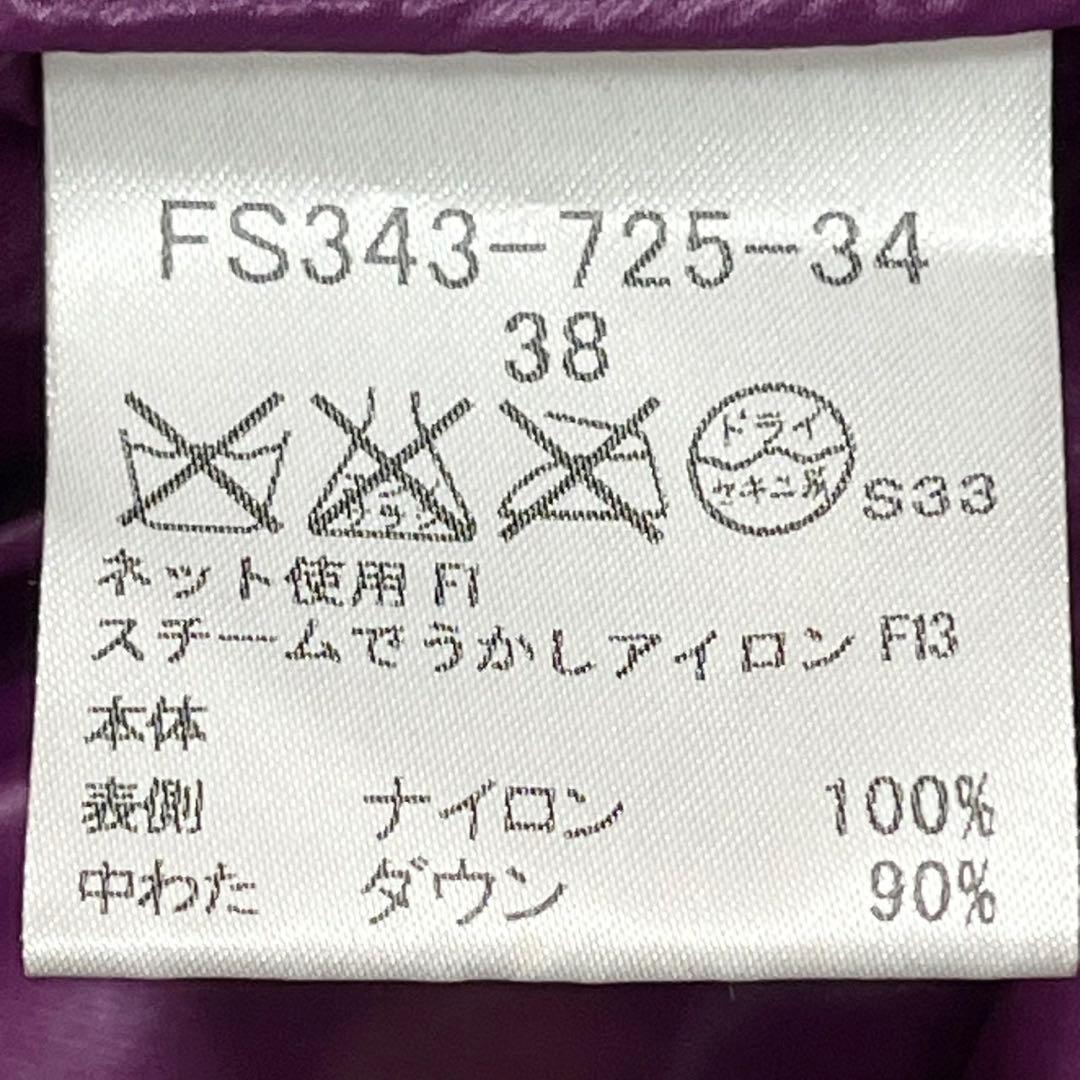 FS343-725-34
38
ドライ
セキユ系
S33
ネット使用 F1
スチームでうかしアイロン F13
本体
表側 ナイロン 100%
中わた ダウン 90%